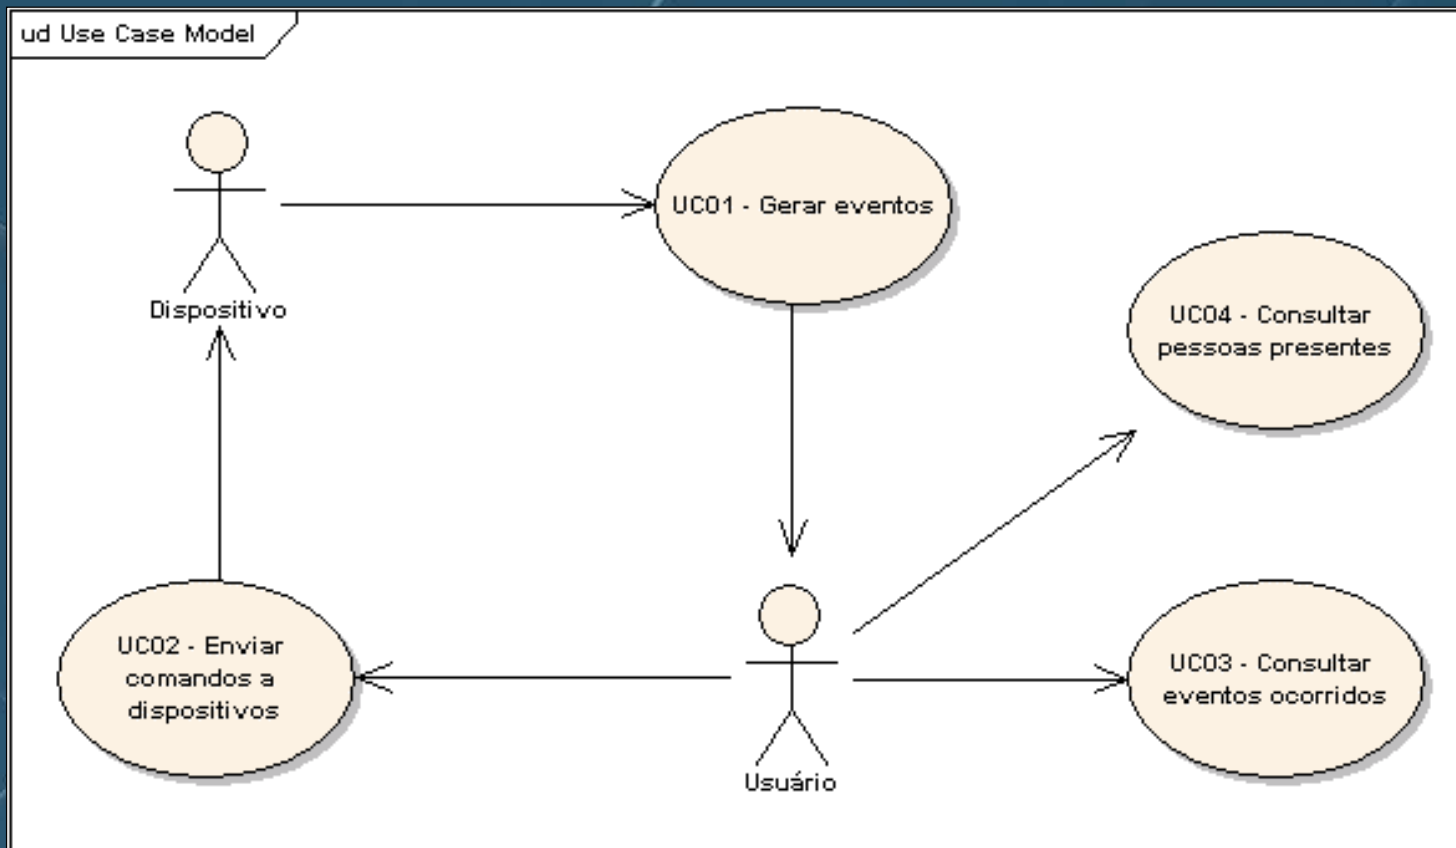 ud Use Case Model
UC01 - Gerar eventos
Dispositivo
UC04 - Consultar
pessoas presentes
UC02 - Enviar
comandos a
dispositivos
UC03 - Consultar
eventos ocorridos
Usuário